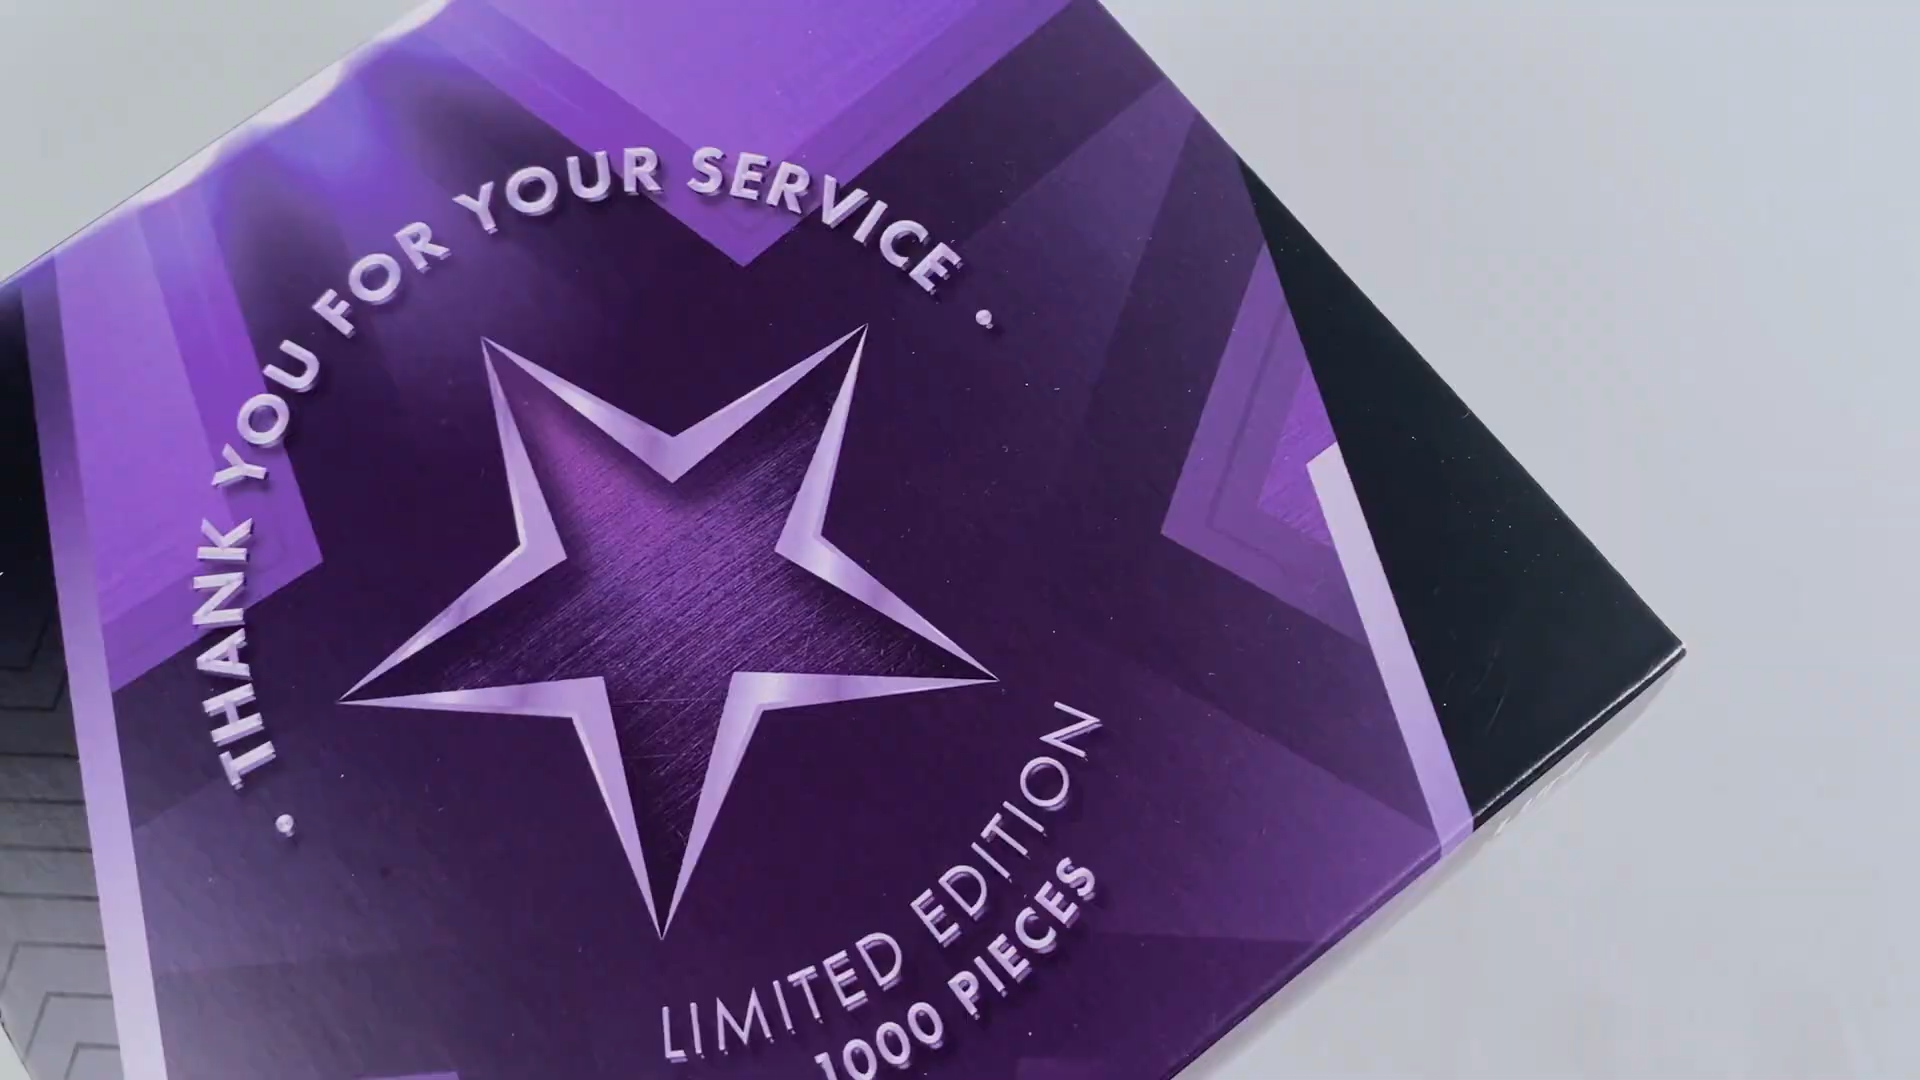 • THANK YOU FOR YOUR SERVICE •
LIMITED EDITION
1000 PIECES